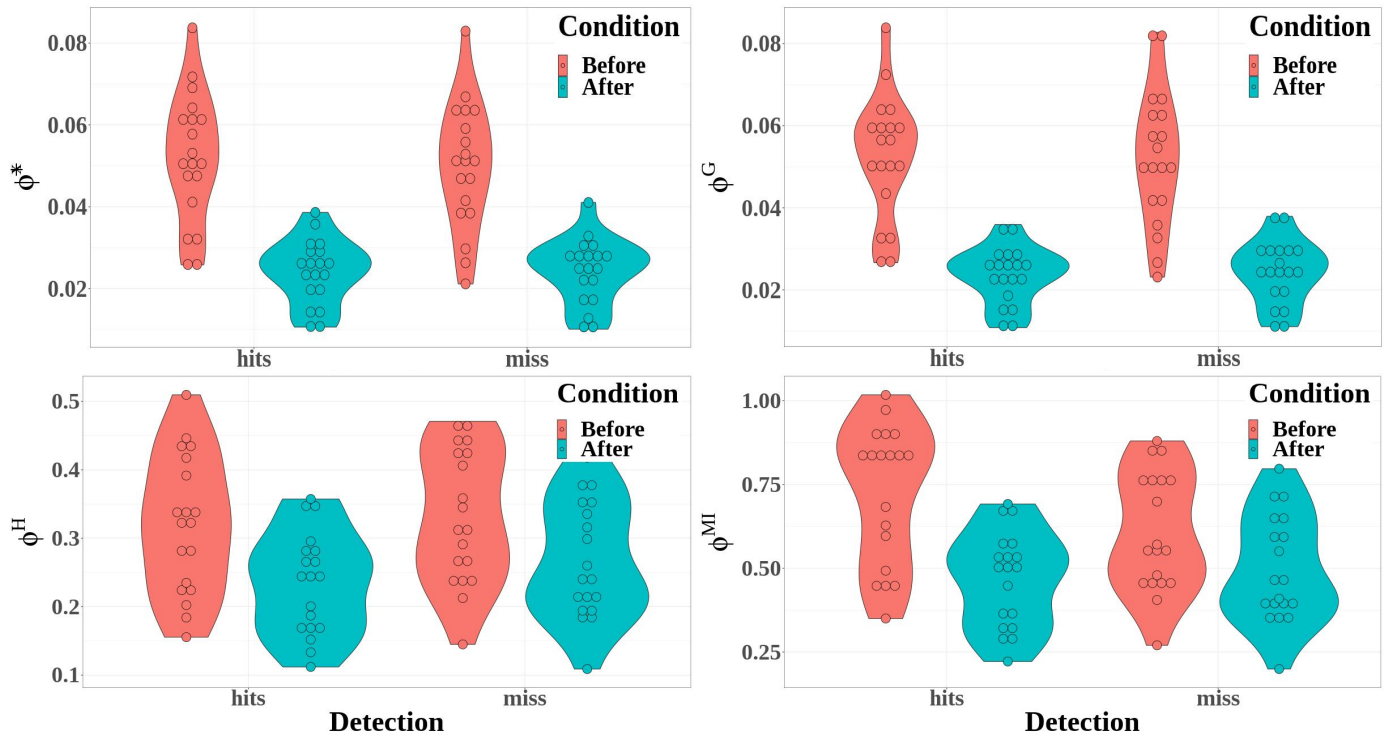 Condition
Before
After
0.08
0.06
0.04
0.02
ϕ*
hits
miss
Condition
Before
After
0.08
0.06
0.04
0.02
ϕG
hits
miss
Condition
Before
After
0.5
0.4
0.3
0.2
0.1
ϕH
hits
miss
Detection
Condition
Before
After
1.00
0.75
0.50
0.25
ϕMI
hits
miss
Detection